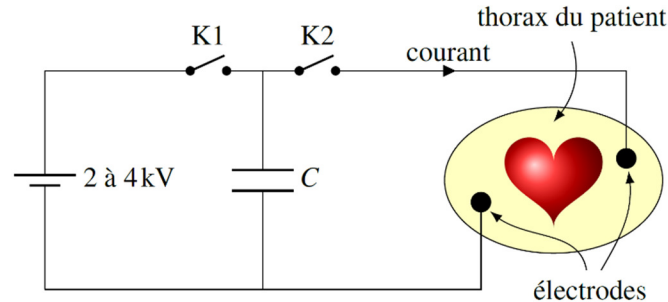 thorax du patient
K1
K2
courant
2 à 4 kV
C
électrodes